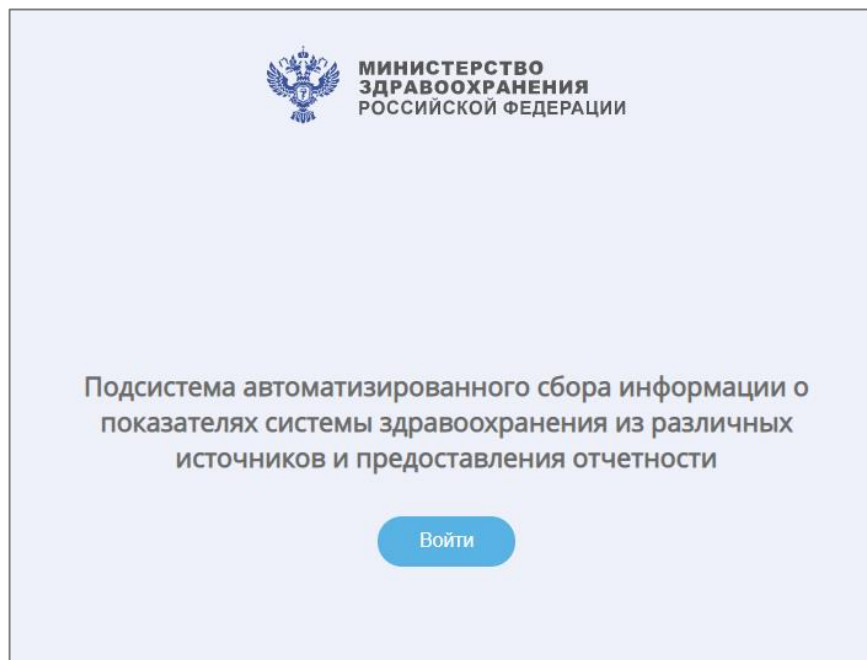 МИНИСТЕРСТВО
ЗДРАВООХРАНЕНИЯ
РОССИЙСКОЙ ФЕДЕРАЦИИ
Подсистема автоматизированного сбора информации о
показателях системы здравоохранения из различных
источников и предоставления отчетности
Войти